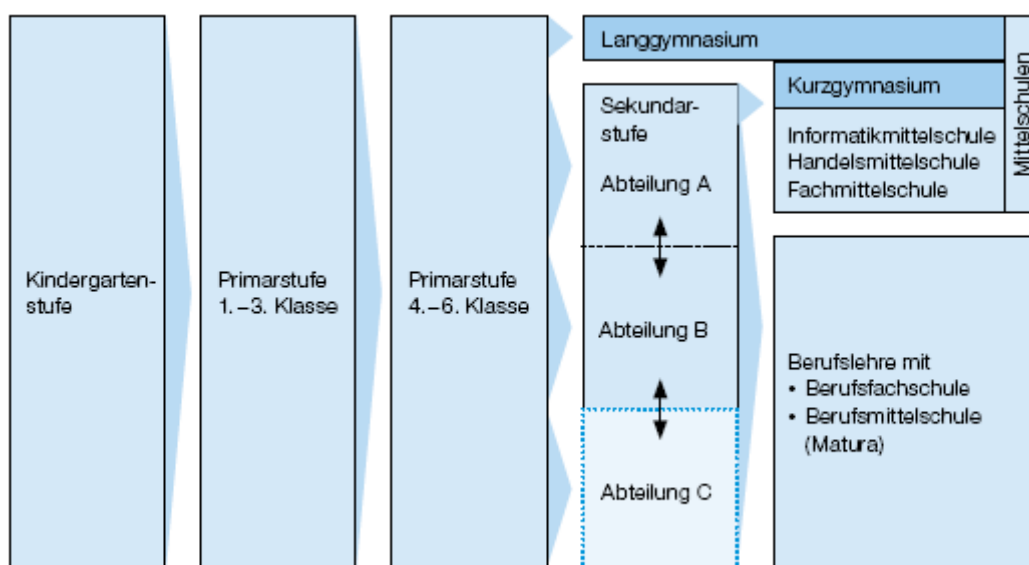 Kindergarten-
stufe
Primarstufe
1.–3. Klasse
Primarstufe
4.–6. Klasse
Langgymnasium
Sekundar-
stufe
Abteilung A
Abteilung B
Abteilung C
Kurzgymnasium
Informatikmittelschule
Handelsmittelschule
Fachmittelschule
Mittelschulen
Berufslehre mit
• Berufsfachschule
• Berufsmittelschule
(Matura)